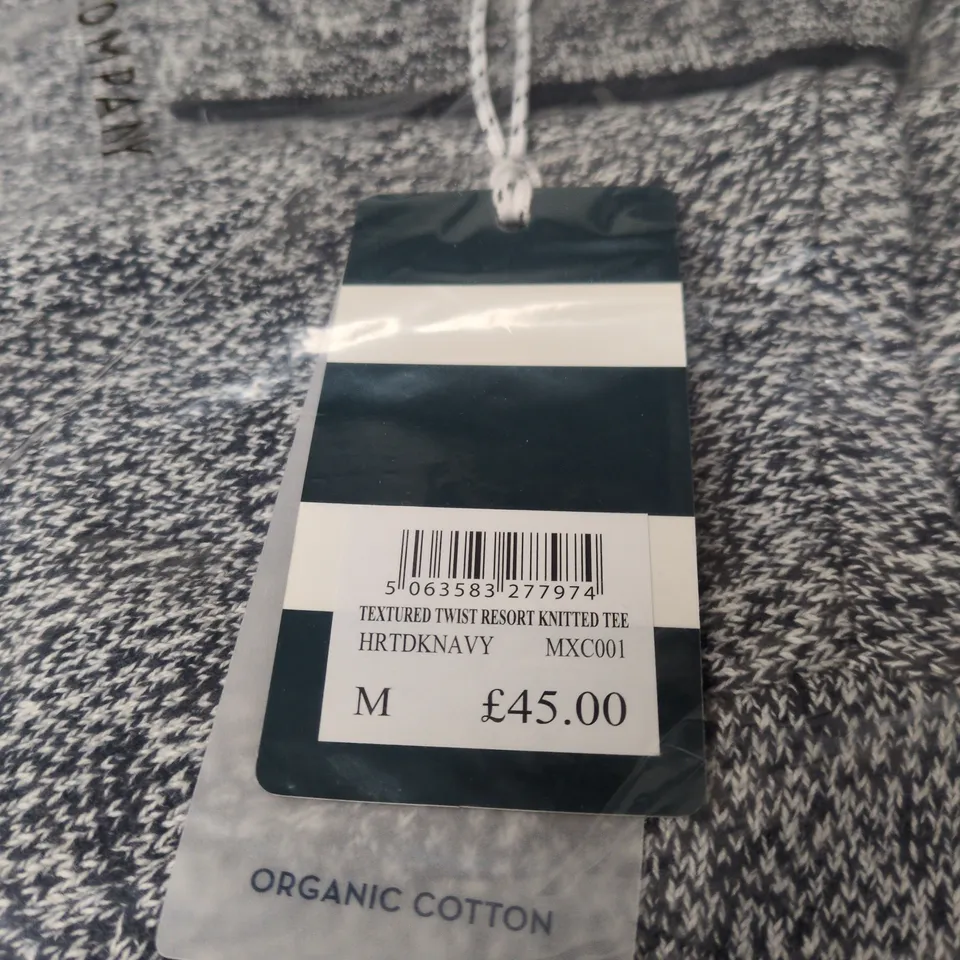 OMPANY
5 063583 277974
TEXTURED TWIST RESORT KNITTED TEE
HRTDKNAVY MXC001
M £45.00
ORGANIC COTTON